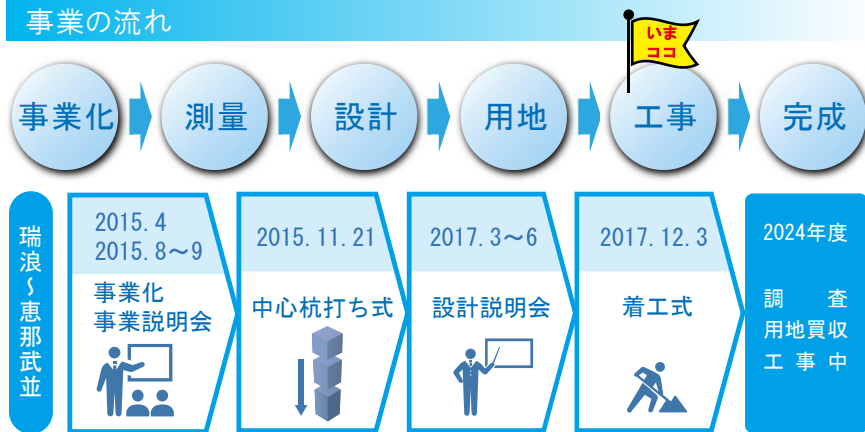 事業の流れ
いま
ココ
事業化
測量
設計
用地
工事
完成
瑞浪〜恵那武並
2015.4
2015.8〜9
事業化
事業説明会
2015.11.21
中心杭打ち式
2017.3〜6
設計説明会
2017.12.3
着工式
2024年度
調　査
用地買収
工 事 中